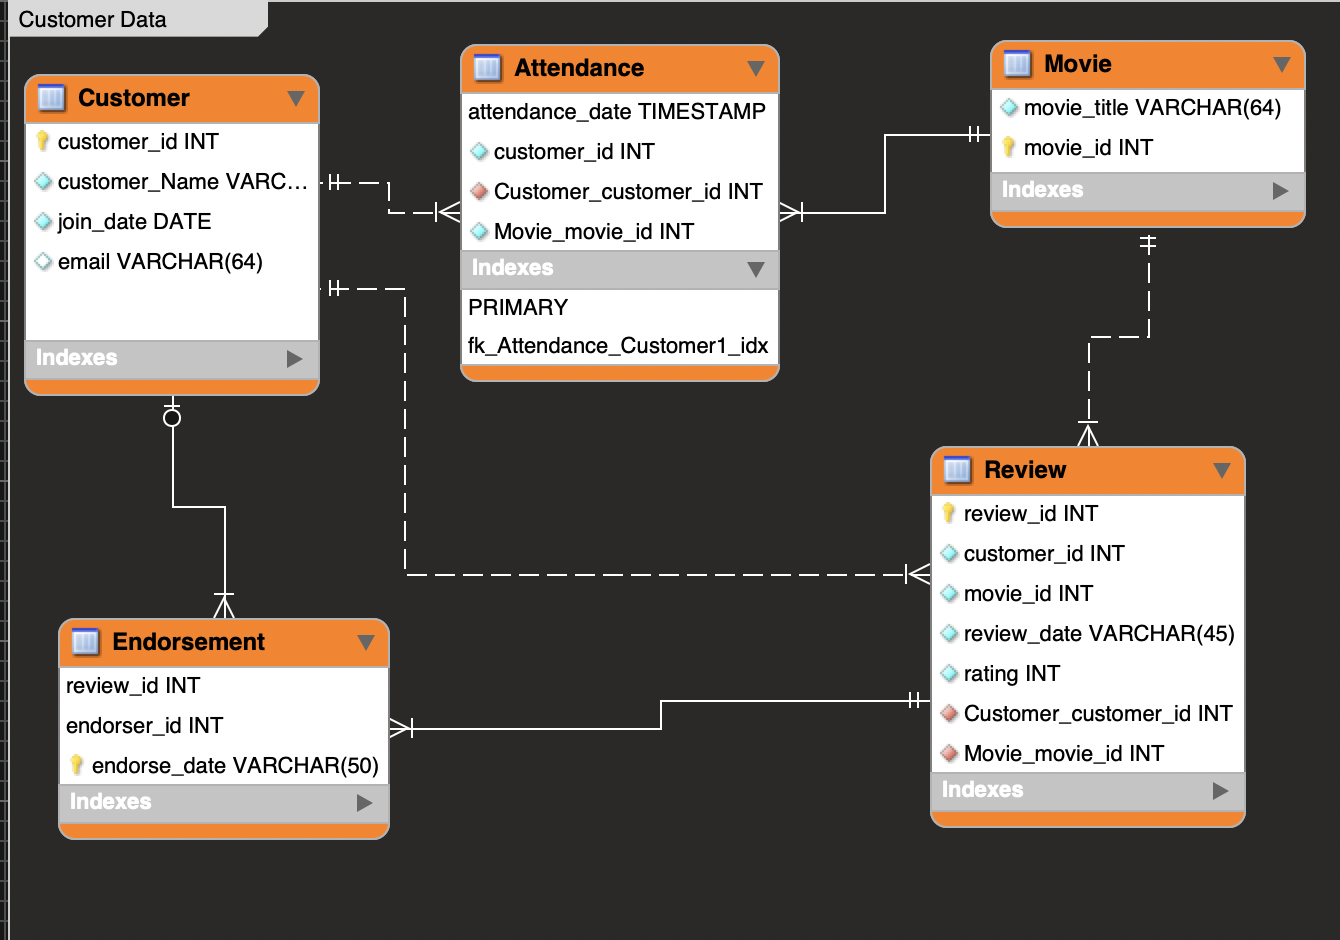 Customer Data
Customer
customer_id INT
customer_Name VARC...
join_date DATE
email VARCHAR(64)
Indexes
Attendance
attendance_date TIMESTAMP
customer_id INT
Customer_customer_id INT
Movie_movie_id INT
Indexes
PRIMARY
fk_Attendance_Customer1_idx
Movie
movie_title VARCHAR(64)
movie_id INT
Indexes
Endorsement
review_id INT
endorser_id INT
endorse_date VARCHAR(50)
Indexes
Review
review_id INT
customer_id INT
movie_id INT
review_date VARCHAR(45)
rating INT
Customer_customer_id INT
Movie_movie_id INT
Indexes